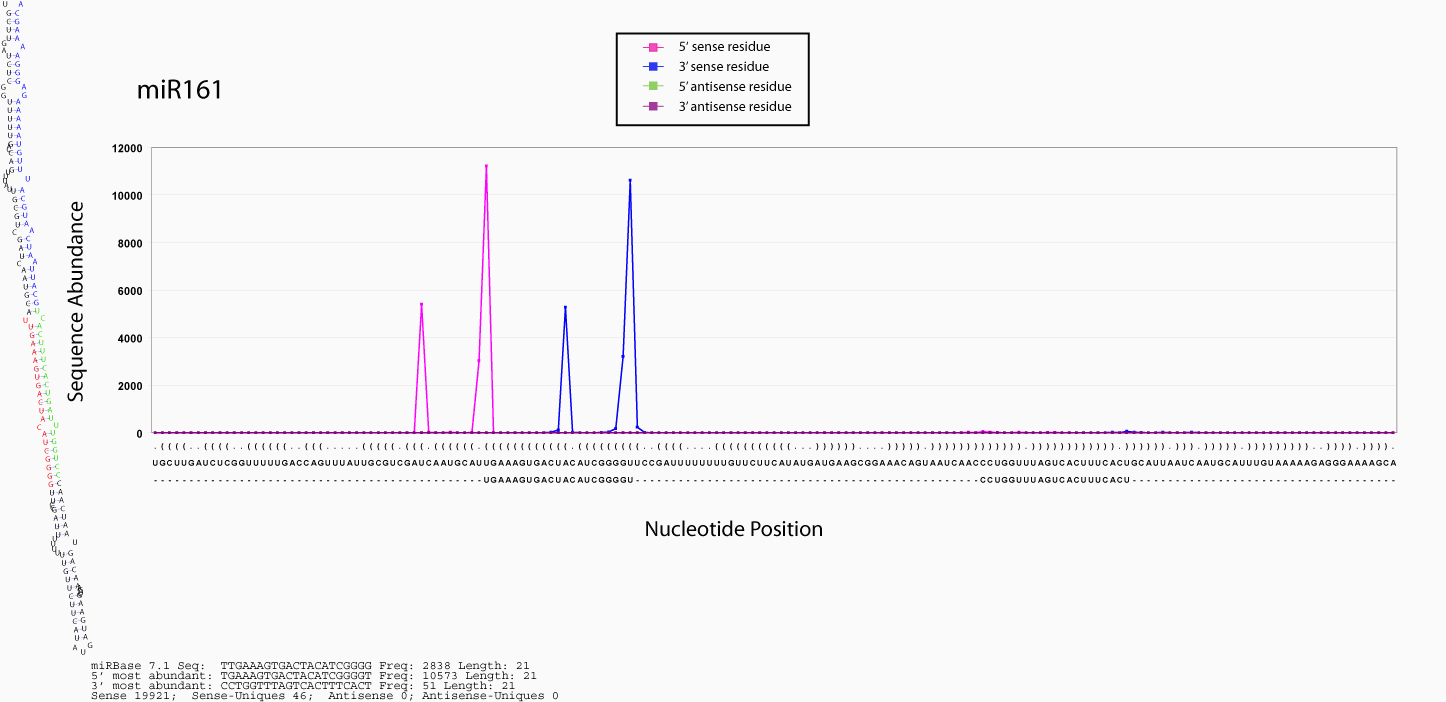 5’ sense residue
3’ sense residue
5’ antisense residue
3’ antisense residue
miR161
Sequence Abundance
12000
10000
8000
6000
4000
2000
0
UGCUUGAUCUCGGUUUUUGACCAGUUUAUUGCGUCGAUCAAUGCAUUGAAAGUGACUACAUCGGGGUUCCGAUUUUUUUUGUUCUUCAUAUGAUGAAGCGGAAACAGUAAUCAACCCUGGUUUAGUCACUUUCACUGCAUUAAUCAAUGCAUUUGUAAAAAGAGGGAAAAGCA
UGAAAGUGACUACAUCGGGGU
CCUGGUUUAGUCACUUUCACU
Nucleotide Position
miRBase 7.1 Seq: TTGAAAGTGACTACATCGGGG Freq: 2838 Length: 21
5’ most abundant: TGAAAGTGACTACATCGGGGT Freq: 10573 Length: 21
3’ most abundant: CCTGGTTTAGTCACTTTCACT Freq: 51 Length: 21
Sense 19921; Sense-Uniques 46; Antisense 0; Antisense-Uniques 0